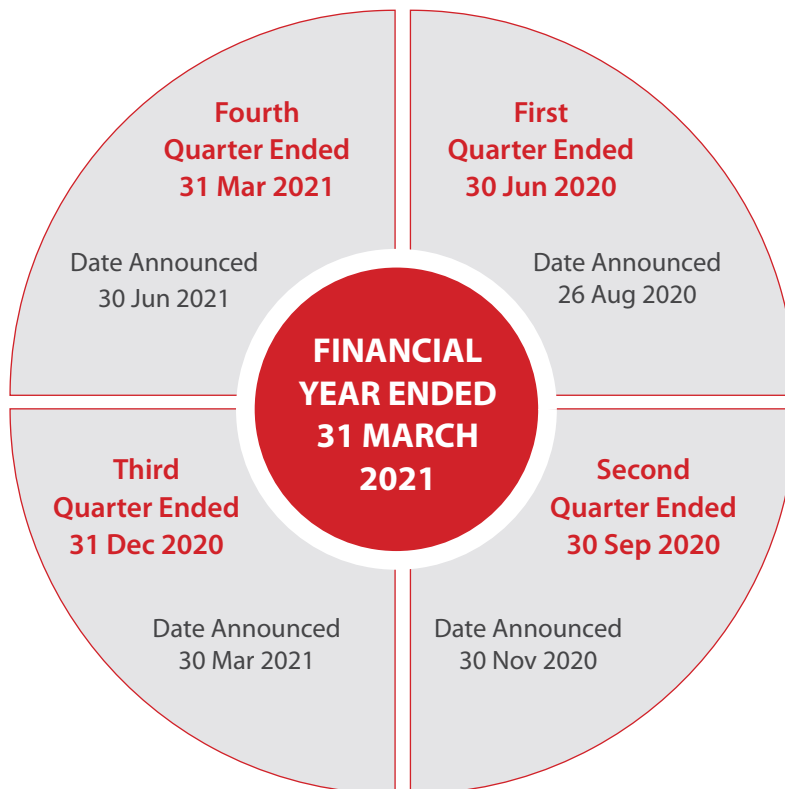 Fourth
Quarter Ended
31 Mar 2021
Date Announced
30 Jun 2021
First
Quarter Ended
30 Jun 2020
Date Announced
26 Aug 2020
FINANCIAL
YEAR ENDED
31 MARCH
2021
Third
Quarter Ended
31 Dec 2020
Date Announced
30 Mar 2021
Second
Quarter Ended
30 Sep 2020
Date Announced
30 Nov 2020